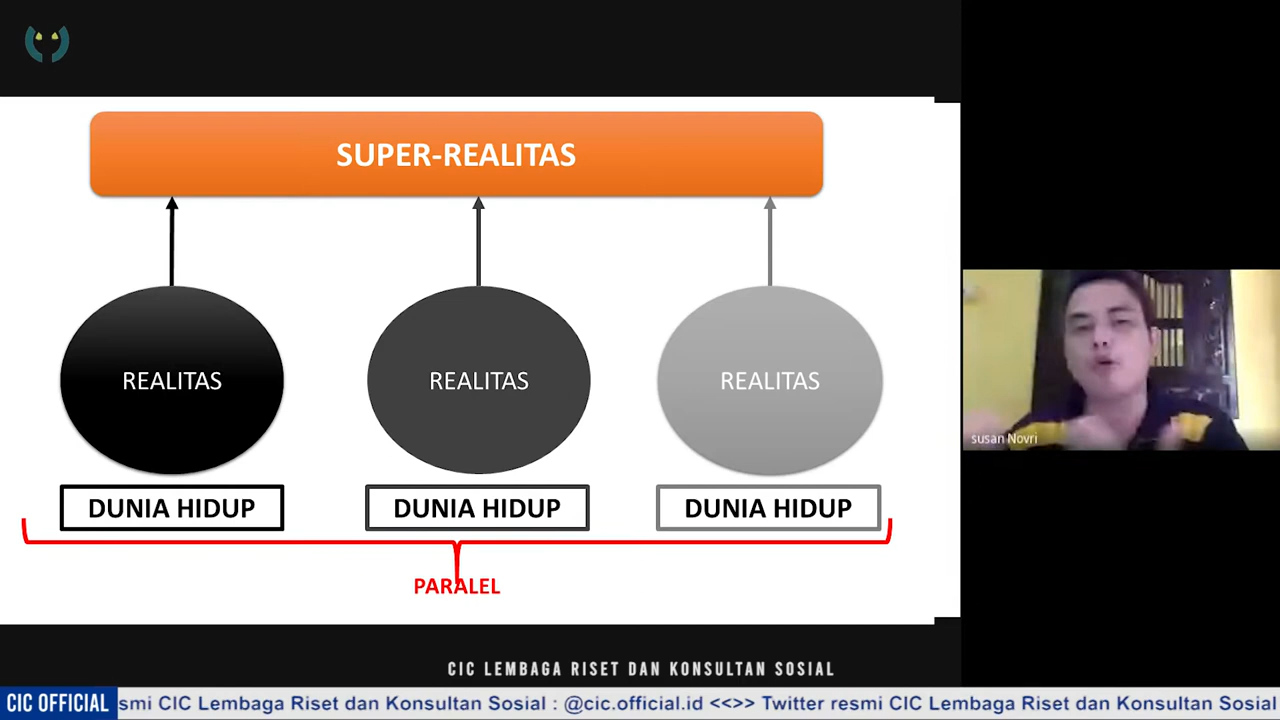 SUPER-REALITAS
REALITAS REALITAS REALITAS
DUNIA HIDUP DUNIA HIDUP DUNIA HIDUP
PARALEL
susan Novri
CIC LEMBAGA RISET DAN KONSULTAN SOSIAL
CIC OFFICIAL smi CIC Lembaga Riset dan Konsultan Sosial : @cic.official.id <<>> Twitter resmi CIC Lembaga Riset dan Konsultan Sosial